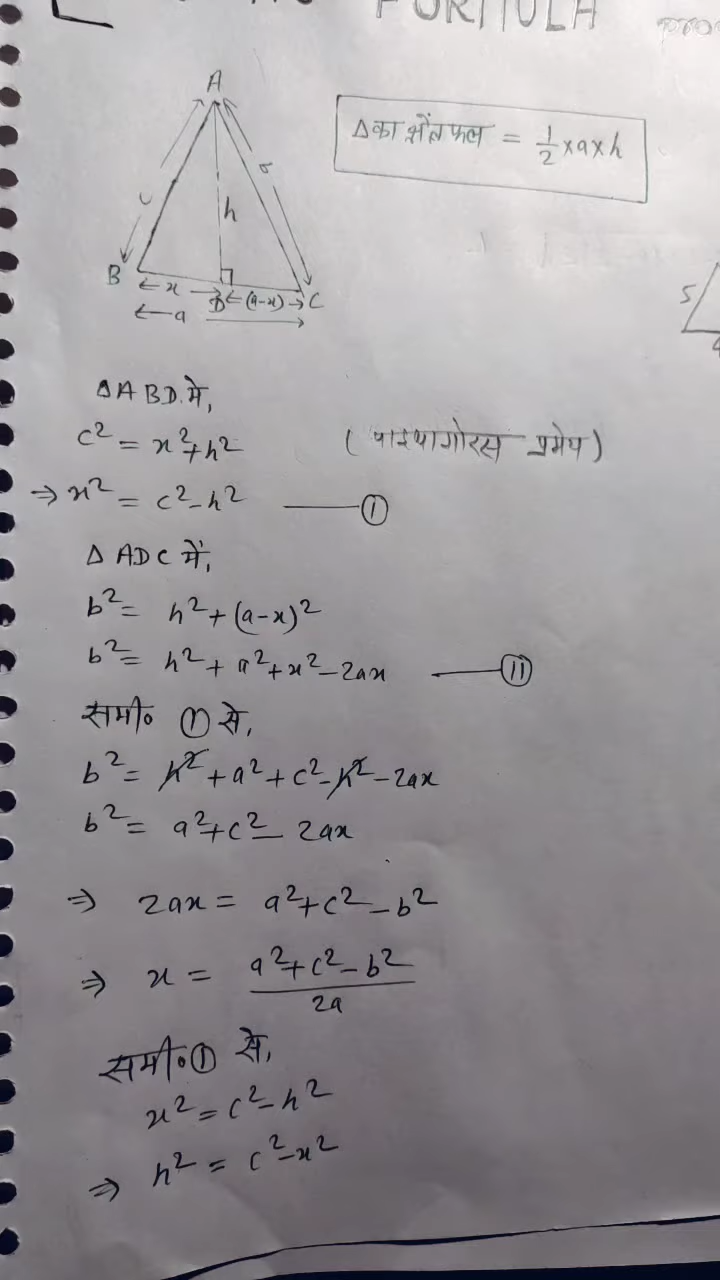 FORMULA
A
Δ का क्षेत्रफल = 1/2 × a × h
c
b
h
B
← x →
D
← (a-x) →
C
← a →
5
Δ ABD में,
c² = x² + h² (पाइथागोरस प्रमेय)
⇒ x² = c² - h² —— ①
Δ ADC में,
b² = h² + (a-x)²
b² = h² + a² + x² - 2ax —— ⑪
समी० ① से,
b² = h² + a² + c² - h² - 2ax
b² = a² + c² - 2ax
⇒ 2ax = a² + c² - b²
⇒ x = (a² + c² - b²)/2a
समी० ① से,
x² = c² - h²
⇒ h² = c² - x²